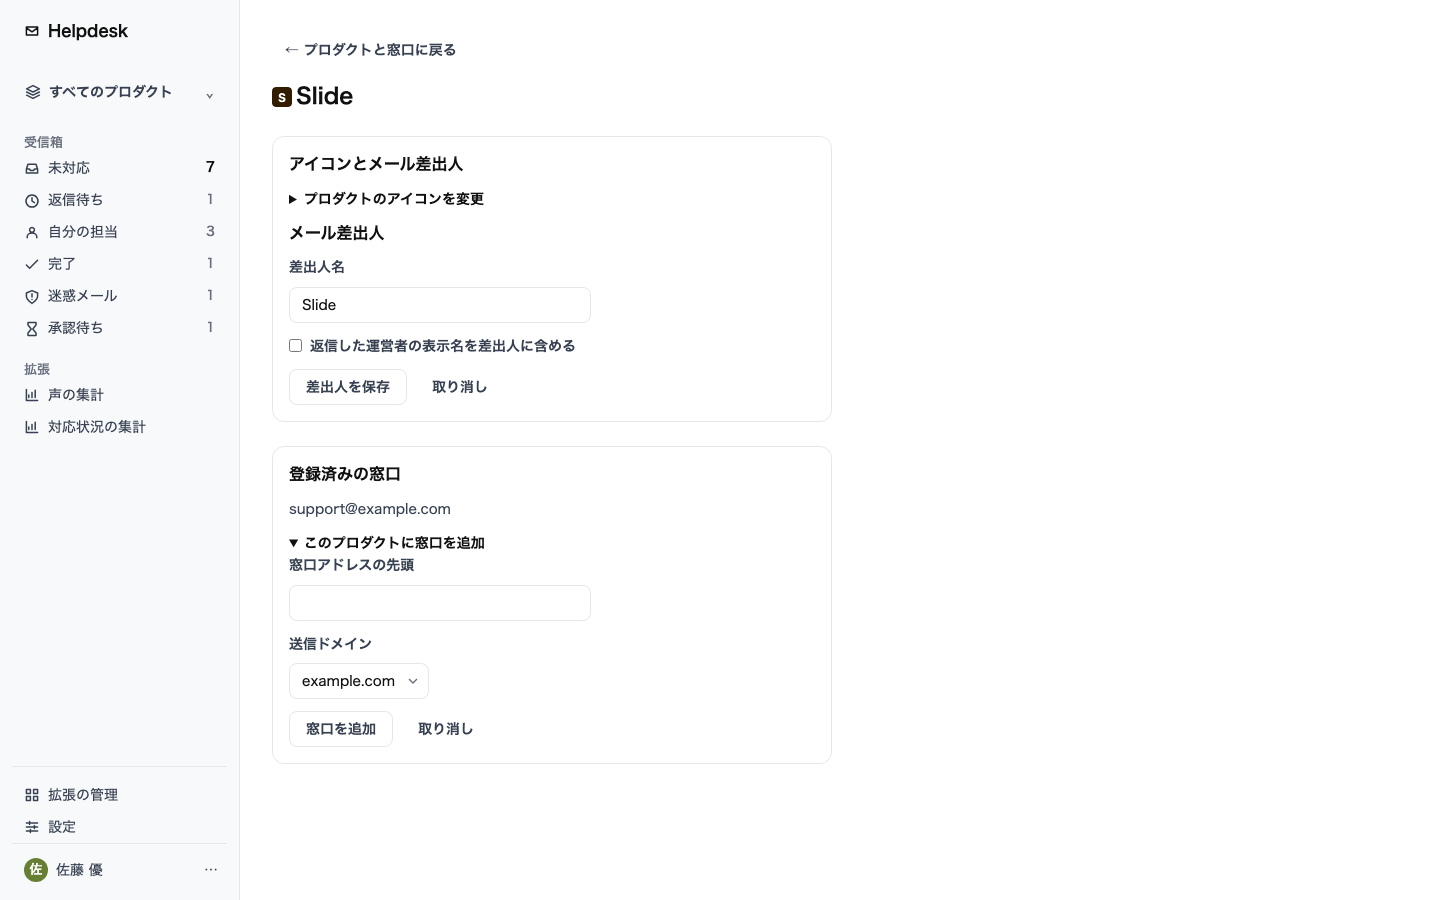 Helpdesk
すべてのプロダクト
受信箱
未対応 7
返信待ち 1
自分の担当 3
完了 1
迷惑メール 1
承認待ち 1
拡張
声の集計
対応状況の集計
拡張の管理
設定
佐 佐藤 優 …
← プロダクトと窓口に戻る
S Slide
アイコンとメール差出人
▶ プロダクトのアイコンを変更
メール差出人
差出人名
Slide
返信した運営者の表示名を差出人に含める
差出人を保存 取り消し
登録済みの窓口
support@example.com
▼ このプロダクトに窓口を追加
窓口アドレスの先頭
送信ドメイン
example.com
窓口を追加 取り消し